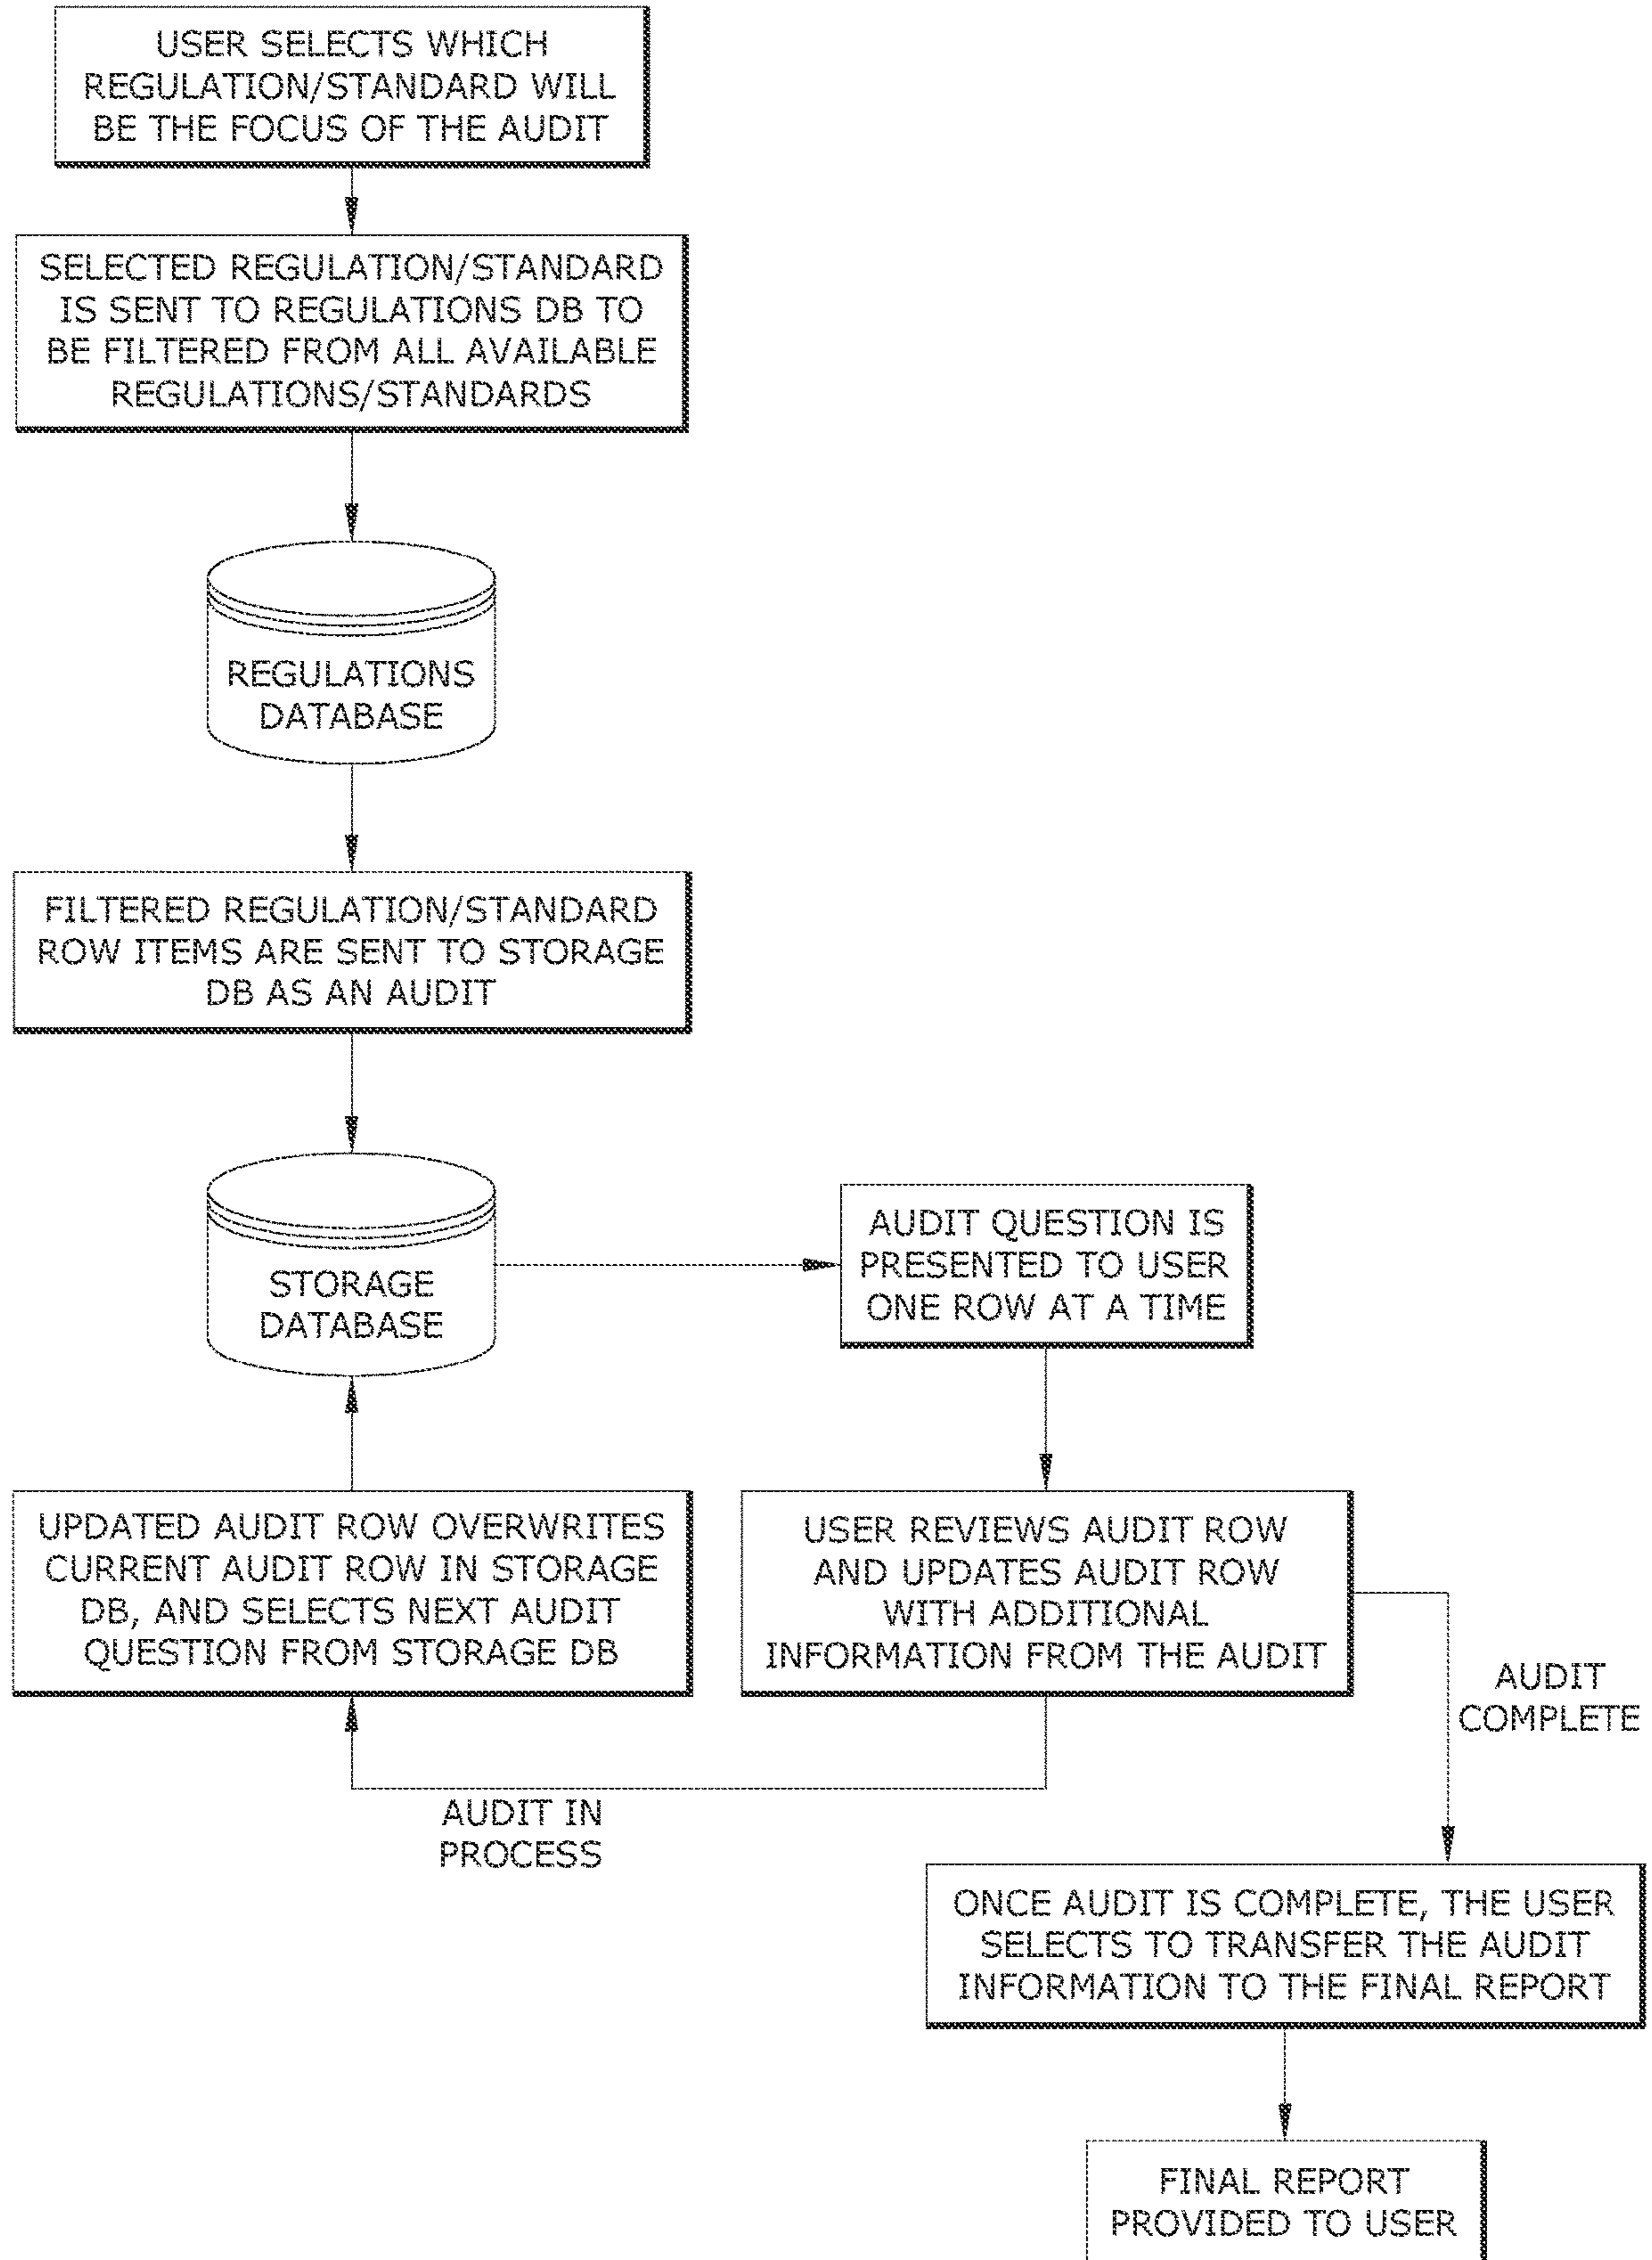 USER SELECTS WHICH
REGULATION/STANDARD WILL
BE THE FOCUS OF THE AUDIT
SELECTED REGULATION/STANDARD
IS SENT TO REGULATIONS DB TO
BE FILTERED FROM ALL AVAILABLE
REGULATIONS/STANDARDS
REGULATIONS
DATABASE
FILTERED REGULATION/STANDARD
ROW ITEMS ARE SENT TO STORAGE
DB AS AN AUDIT
STORAGE
DATABASE
AUDIT QUESTION IS
PRESENTED TO USER
ONE ROW AT A TIME
USER REVIEWS AUDIT ROW
AND UPDATES AUDIT ROW
WITH ADDITIONAL
INFORMATION FROM THE AUDIT
UPDATED AUDIT ROW OVERWRITES
CURRENT AUDIT ROW IN STORAGE
DB, AND SELECTS NEXT AUDIT
QUESTION FROM STORAGE DB
AUDIT IN
PROCESS
AUDIT
COMPLETE
ONCE AUDIT IS COMPLETE, THE USER
SELECTS TO TRANSFER THE AUDIT
INFORMATION TO THE FINAL REPORT
FINAL REPORT
PROVIDED TO USER